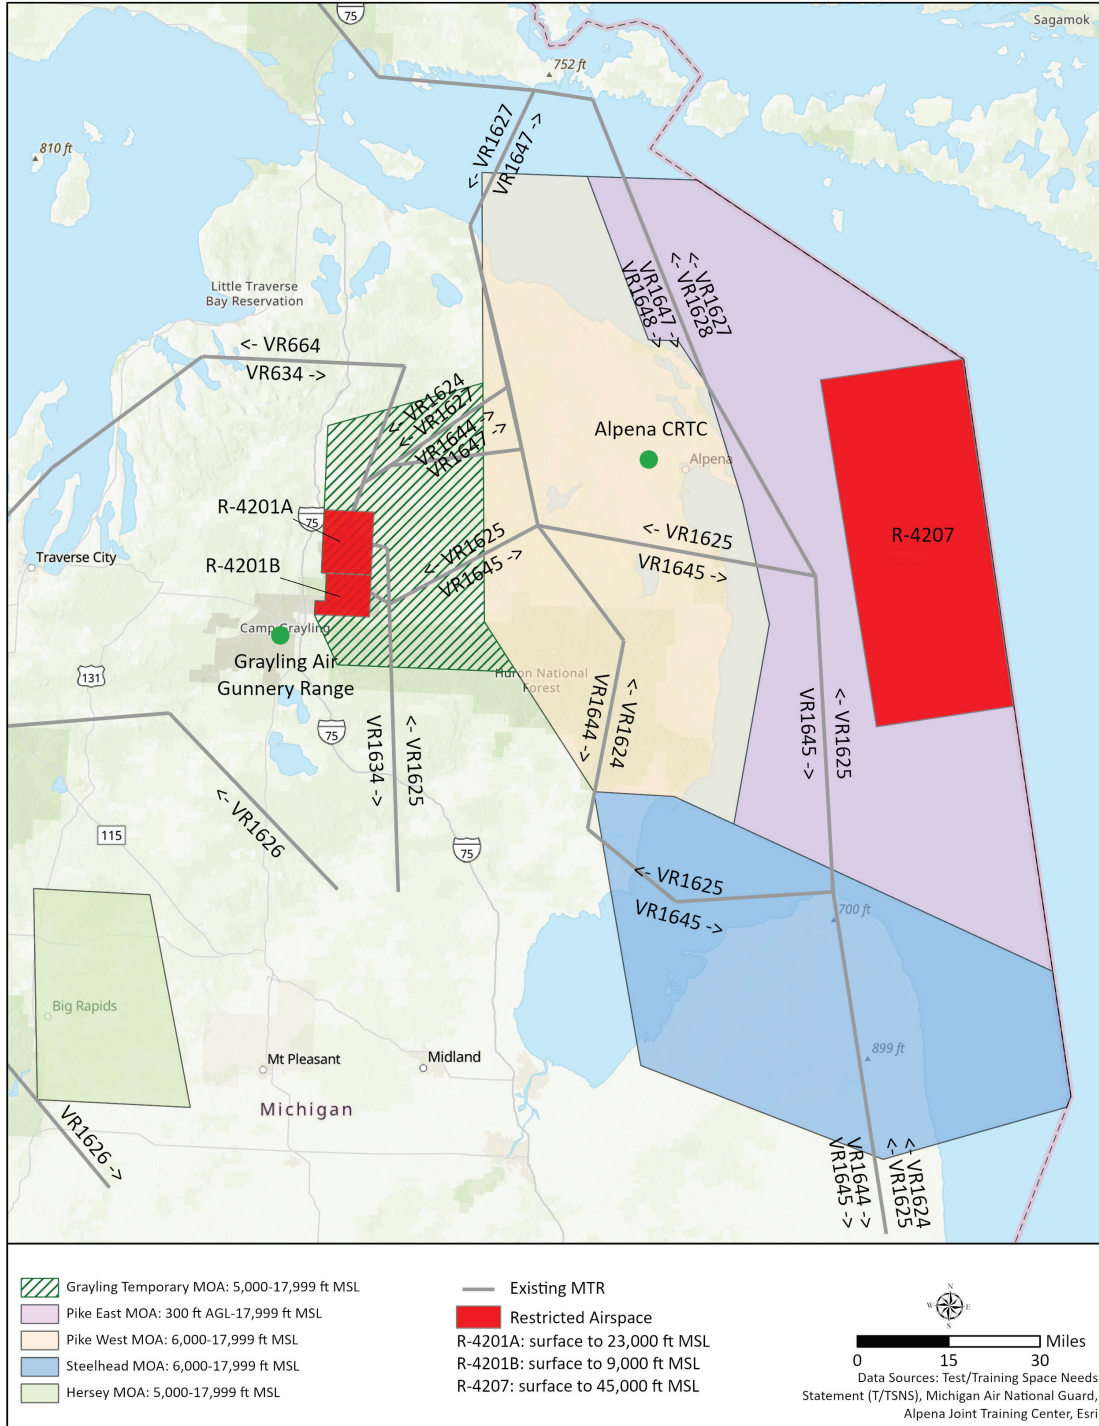 75
Sagamok
752 ft
810 ft
<- VR1627
VR1647 ->
Little Traverse
Bay Reservation
<- VR1627
<- VR1628
VR1647 ->
VR1648 ->
<- VR664
VR634 ->
<- VR1624
<- VR1627
VR1644 ->
VR1647 ->
Alpena CRTC
Alpena
R-4201A
75
R-4207
<- VR1625
VR1645 ->
<- VR1625
VR1645 ->
Traverse City
R-4201B
Camp Grayling
Grayling Air
Gunnery Range
Huron National
Forest
131
75
<- VR1624
VR1644 ->
<- VR1625
VR1634 ->
<- VR1625
VR1645 ->
<- VR1626
115
75
<- VR1625
VR1645 ->
700 ft
Big Rapids
899 ft
Mt Pleasant
Midland
Michigan
VR1626 ->
<- VR1624
<- VR1625
VR1644 ->
VR1645 ->
Grayling Temporary MOA: 5,000-17,999 ft MSL
Pike East MOA: 300 ft AGL-17,999 ft MSL
Pike West MOA: 6,000-17,999 ft MSL
Steelhead MOA: 6,000-17,999 ft MSL
Hersey MOA: 5,000-17,999 ft MSL
Existing MTR
Restricted Airspace
R-4201A: surface to 23,000 ft MSL
R-4201B: surface to 9,000 ft MSL
R-4207: surface to 45,000 ft MSL
N
W E
S
Miles
0 15 30
Data Sources: Test/Training Space Needs
Statement (T/TSNS), Michigan Air National Guard,
Alpena Joint Training Center, Esri